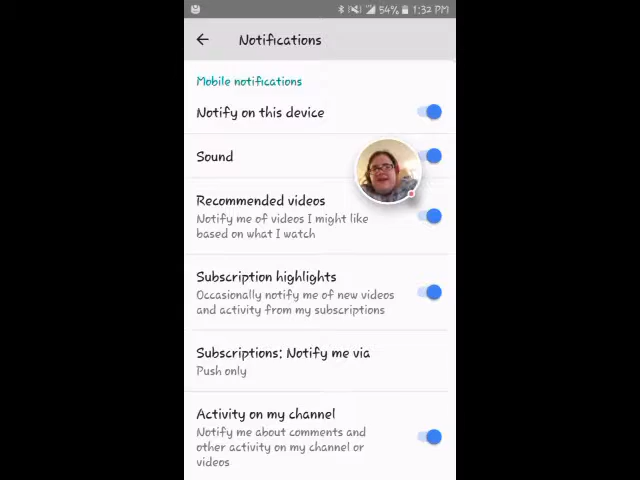 54% 1:32 PM
Notifications
Mobile notifications
Notify on this device
Sound
Recommended videos
Notify me of videos I might like
based on what I watch
Subscription highlights
Occasionally notify me of new videos
and activity from my subscriptions
Subscriptions: Notify me via
Push only
Activity on my channel
Notify me about comments and
other activity on my channel or
videos